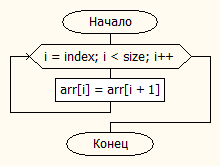 Начало
i = index; i < size; i++
arr[i] = arr[i + 1]
Конец